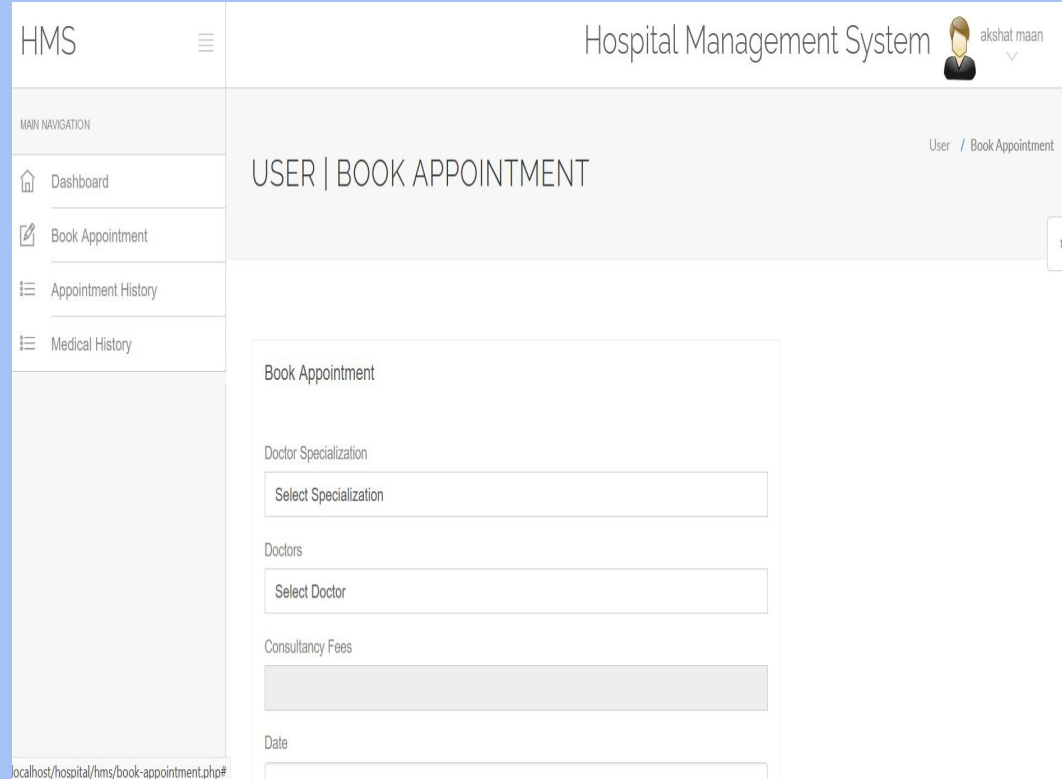 HMS
Hospital Management System
akshat maan
MAIN NAVIGATION
Dashboard
Book Appointment
Appointment History
Medical History
USER | BOOK APPOINTMENT
User / Book Appointment
Book Appointment
Doctor Specialization
Select Specialization
Doctors
Select Doctor
Consultancy Fees
Date
localhost/hospital/hms/book-appointment.php#